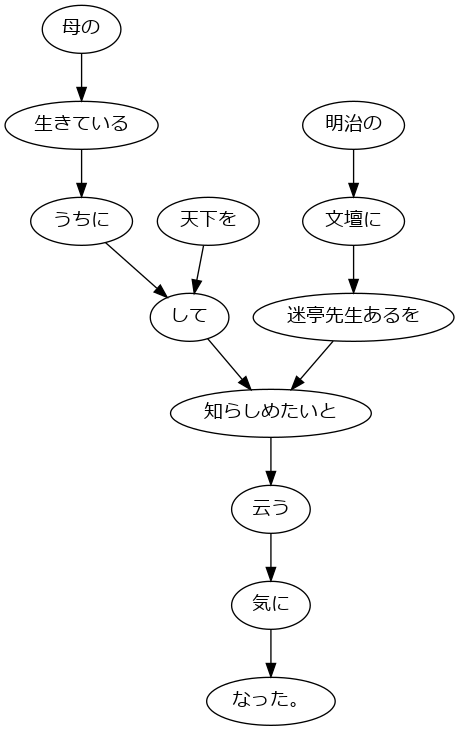 母の
生きている
明治の
うちに
天下を
文壇に
して
迷亭先生あるを
知らしめたいと
云う
気に
なった。